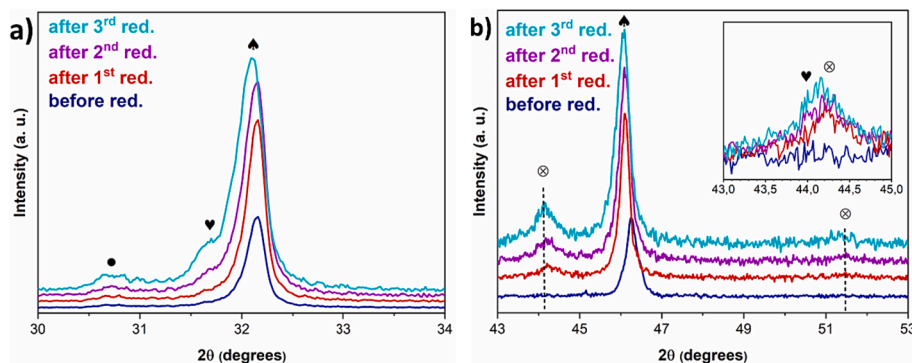 a)
after 3rd red.
after 2nd red.
after 1st red.
before red.
Intensity (a. u.)
30 31 32 33 34
2θ (degrees)
b)
after 3rd red.
after 2nd red.
after 1st red.
before red.
Intensity (a. u.)
43.0 43.5 44.0 44.5 45.0
43 45 47 49 51 53
2θ (degrees)